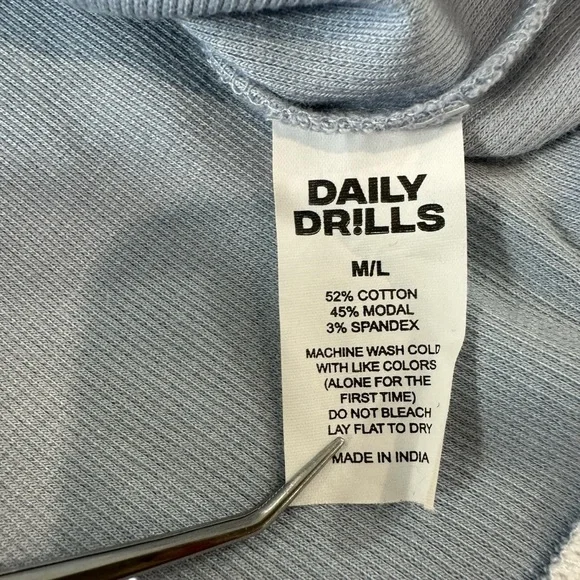 DAILY
DR!LLS
M/L
52% COTTON
45% MODAL
3% SPANDEX
MACHINE WASH COLD
WITH LIKE COLORS
(ALONE FOR THE
FIRST TIME)
DO NOT BLEACH
LAY FLAT TO DRY
MADE IN INDIA